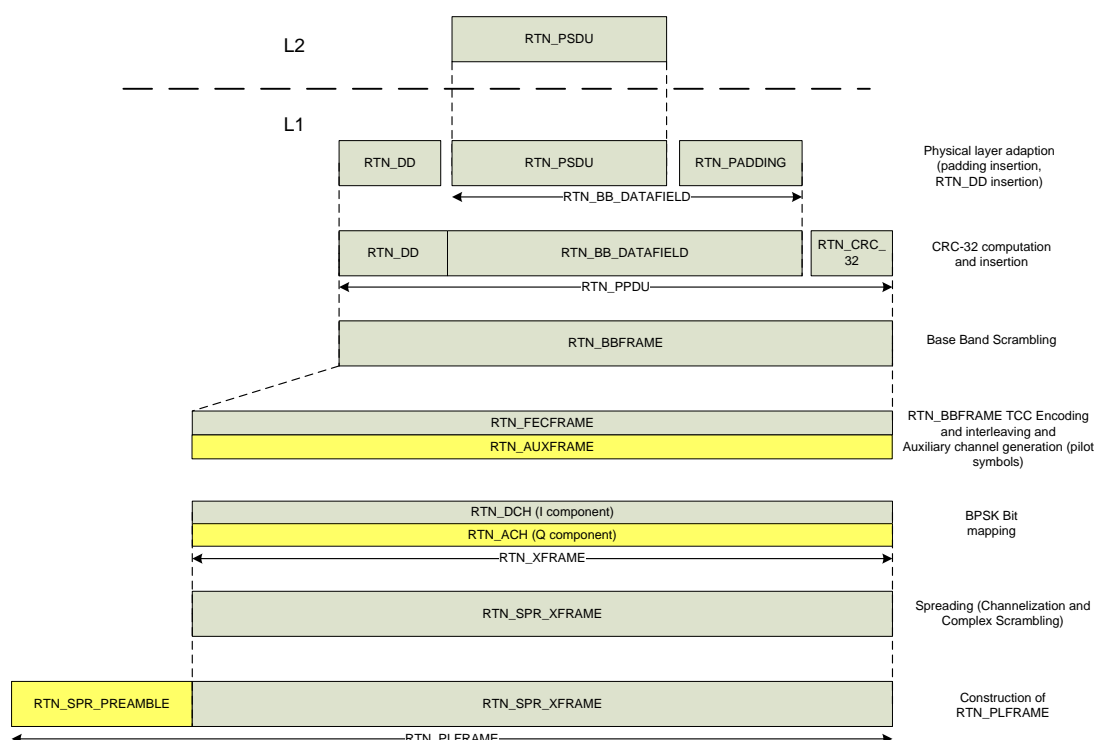 L2
RTN_PSDU
L1
RTN_DD
RTN_PSDU
RTN_PADDING
Physical layer adaption
(padding insertion,
RTN_DD insertion)
RTN_BB_DATAFIELD
RTN_DD
RTN_BB_DATAFIELD
RTN_CRC_
32
CRC-32 computation
and insertion
RTN_PPDU
RTN_BBFRAME
Base Band Scrambling
RTN_FECFRAME
RTN_AUXFRAME
RTN_BBFRAME TCC Encoding
and interleaving and
Auxiliary channel generation (pilot
symbols)
RTN_DCH (I component)
RTN_ACH (Q component)
BPSK Bit
mapping
RTN_XFRAME
RTN_SPR_XFRAME
Spreading (Channelization and
Complex Scrambling)
RTN_SPR_PREAMBLE
RTN_SPR_XFRAME
Construction of
RTN_PLFRAME
RTN_PLFRAME